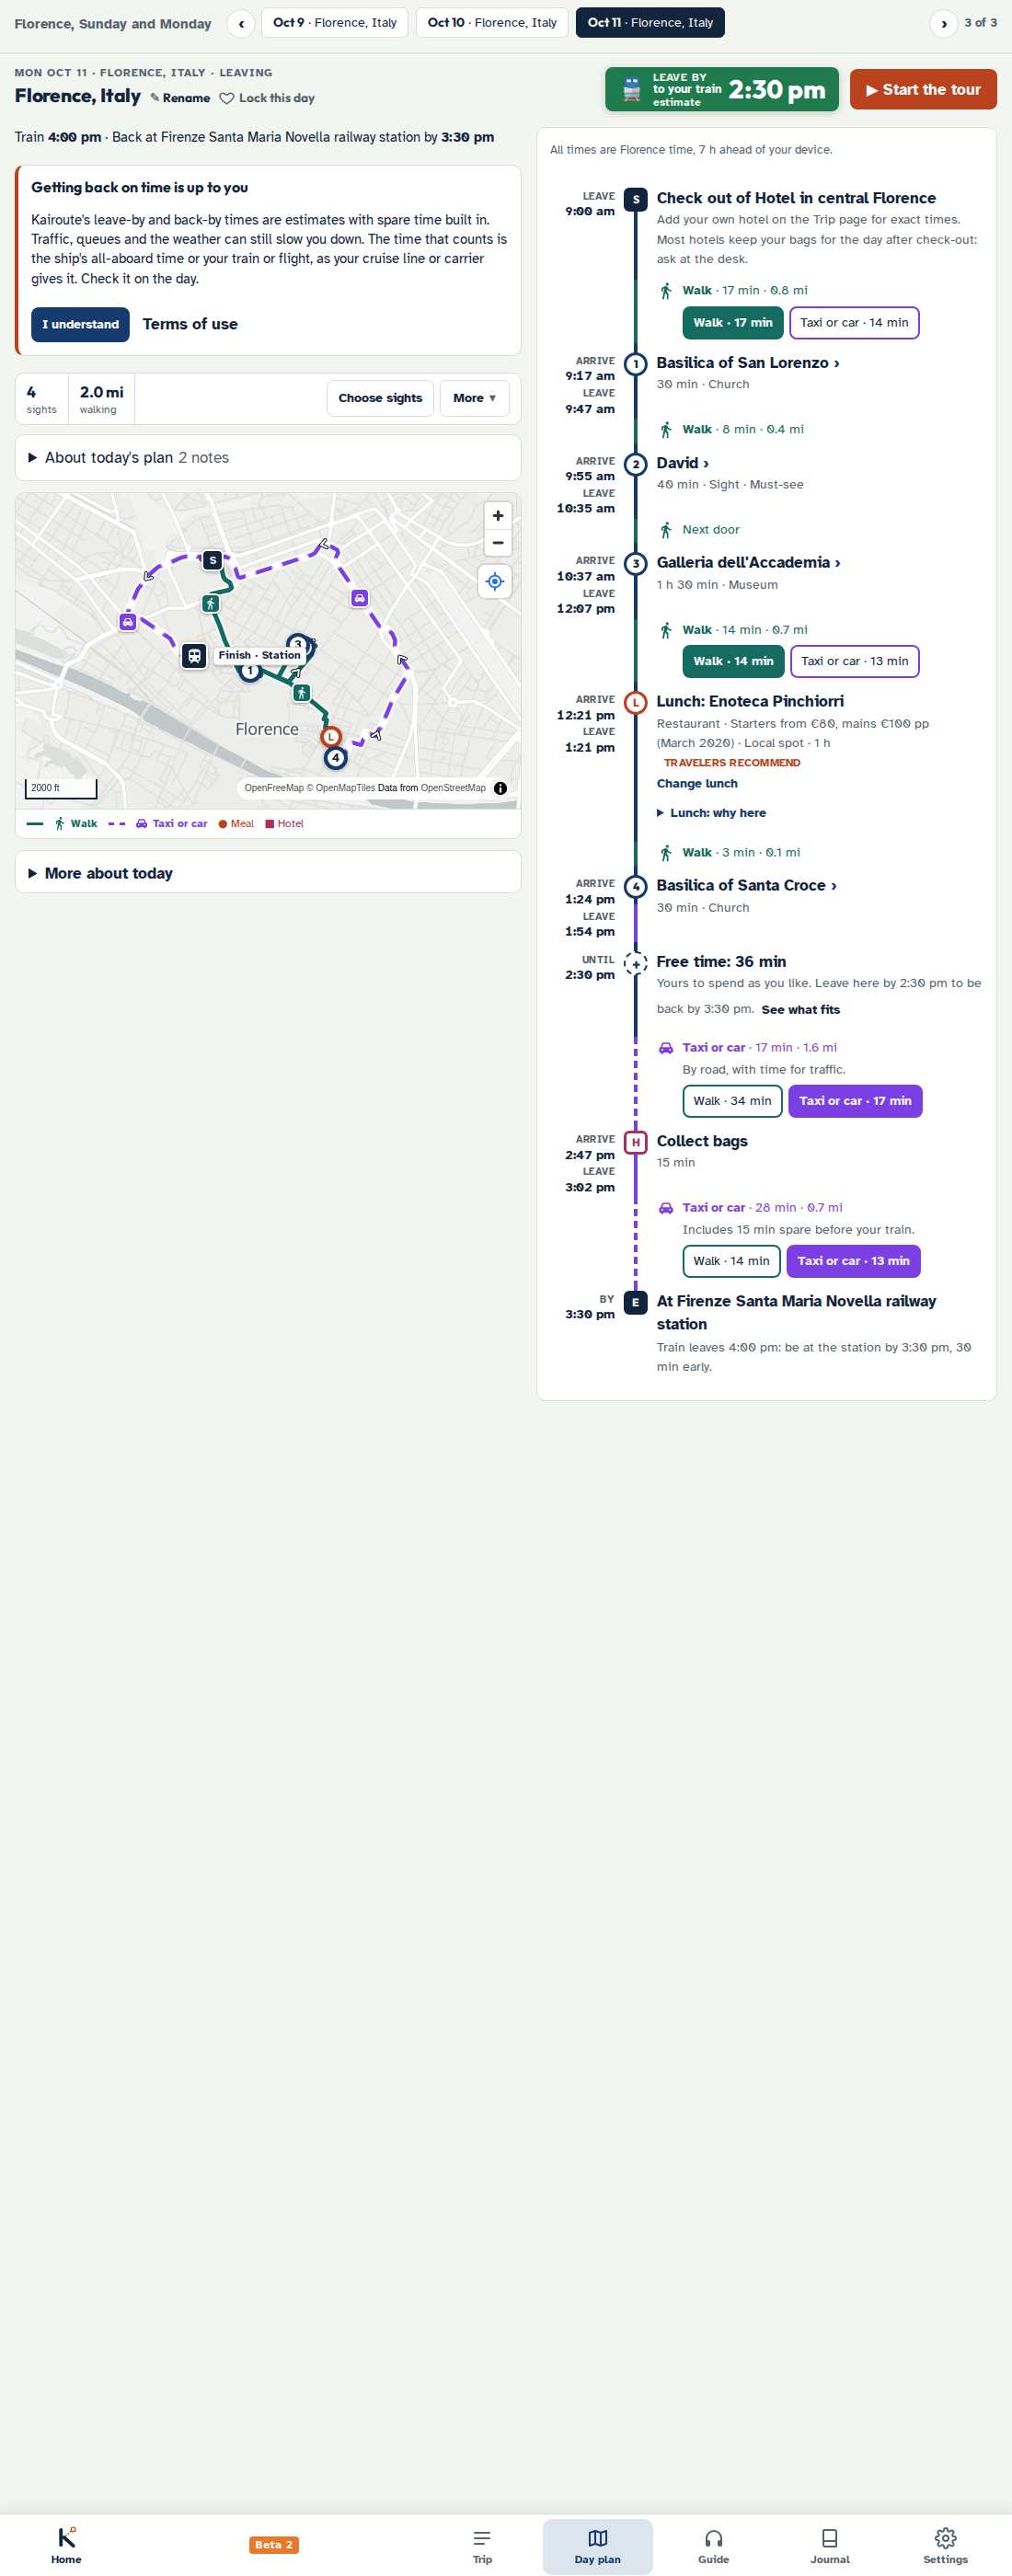 Florence, Sunday and Monday
‹
Oct 9 · Florence, Italy
Oct 10 · Florence, Italy
Oct 11 · Florence, Italy
›
3 of 3
MON OCT 11 · FLORENCE, ITALY · LEAVING
Florence, Italy
✎ Rename
Lock this day
LEAVE BY
to your train
estimate
2:30 pm
▶ Start the tour
Train 4:00 pm · Back at Firenze Santa Maria Novella railway station by 3:30 pm
Getting back on time is up to you
Kairoute's leave-by and back-by times are estimates with spare time built in.
Traffic, queues and the weather can still slow you down. The time that counts is
the ship's all-aboard time or your train or flight, as your cruise line or carrier
gives it. Check it on the day.
I understand
Terms of use
4
sights
2.0 mi
walking
Choose sights
More ▼
▶ About today's plan 2 notes
+
−
S
3
Finish · Station
1
Florence
L
4
2000 ft
OpenFreeMap © OpenMapTiles Data from OpenStreetMap
Walk
Taxi or car
Meal
Hotel
▶ More about today
All times are Florence time, 7 h ahead of your device.
LEAVE
9:00 am
S
Check out of Hotel in central Florence
Add your own hotel on the Trip page for exact times.
Most hotels keep your bags for the day after check-out:
ask at the desk.
Walk · 17 min · 0.8 mi
Walk · 17 min
Taxi or car · 14 min
ARRIVE
9:17 am
LEAVE
9:47 am
1
Basilica of San Lorenzo ›
30 min · Church
Walk · 8 min · 0.4 mi
ARRIVE
9:55 am
LEAVE
10:35 am
2
David ›
40 min · Sight · Must-see
Next door
ARRIVE
10:37 am
LEAVE
12:07 pm
3
Galleria dell'Accademia ›
1 h 30 min · Museum
Walk · 14 min · 0.7 mi
Walk · 14 min
Taxi or car · 13 min
ARRIVE
12:21 pm
LEAVE
1:21 pm
L
Lunch: Enoteca Pinchiorri
Restaurant · Starters from €80, mains €100 pp
(March 2020) · Local spot · 1 h
TRAVELERS RECOMMEND
Change lunch
▶ Lunch: why here
Walk · 3 min · 0.1 mi
ARRIVE
1:24 pm
LEAVE
1:54 pm
4
Basilica of Santa Croce ›
30 min · Church
UNTIL
2:30 pm
+
Free time: 36 min
Yours to spend as you like. Leave here by 2:30 pm to be
back by 3:30 pm. See what fits
Taxi or car · 17 min · 1.6 mi
By road, with time for traffic.
Walk · 34 min
Taxi or car · 17 min
ARRIVE
2:47 pm
LEAVE
3:02 pm
H
Collect bags
15 min
Taxi or car · 28 min · 0.7 mi
Includes 15 min spare before your train.
Walk · 14 min
Taxi or car · 13 min
BY
3:30 pm
E
At Firenze Santa Maria Novella railway
station
Train leaves 4:00 pm: be at the station by 3:30 pm, 30
min early.
Home
Beta 2
Trip
Day plan
Guide
Journal
Settings